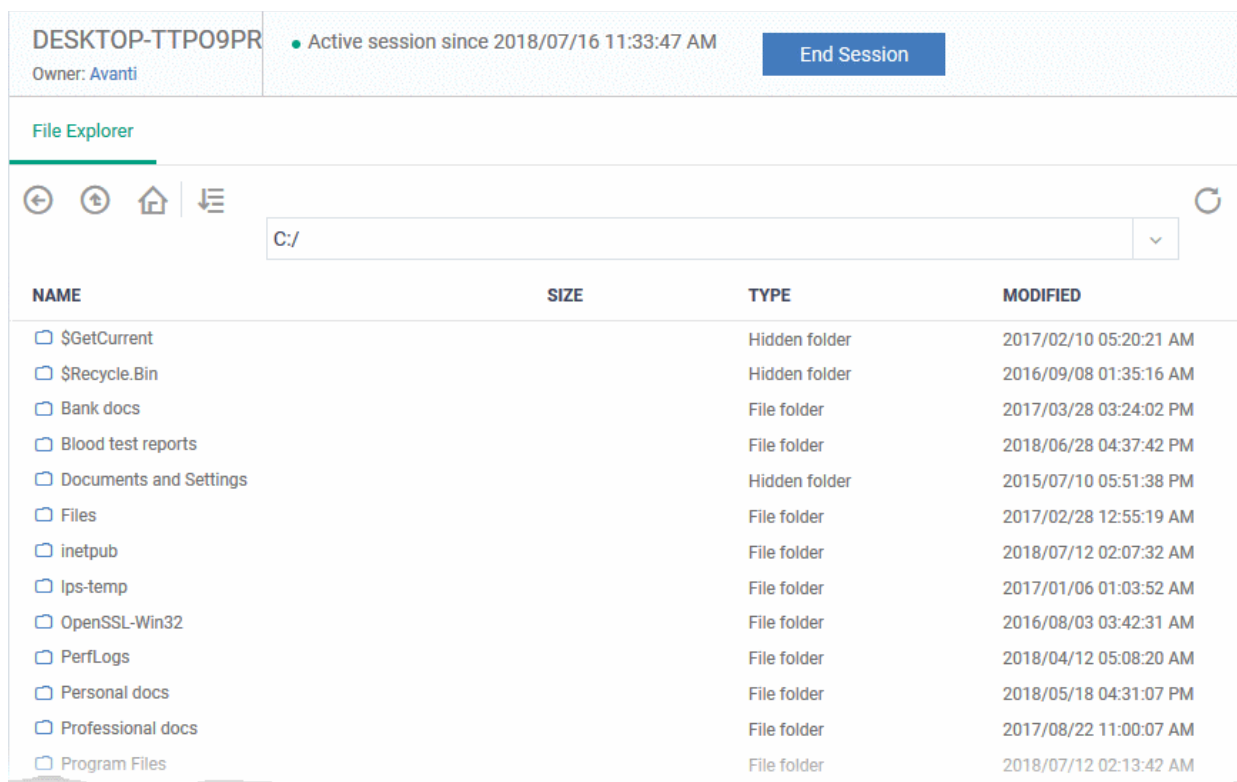 DESKTOP-TTPO9PR
Owner: Avanti
Active session since 2018/07/16 11:33:47 AM
End Session
File Explorer
C:/
NAME SIZE TYPE MODIFIED
$GetCurrent Hidden folder 2017/02/10 05:20:21 AM
$Recycle.Bin Hidden folder 2016/09/08 01:35:16 AM
Bank docs File folder 2017/03/28 03:24:02 PM
Blood test reports File folder 2018/06/28 04:37:42 PM
Documents and Settings Hidden folder 2015/07/10 05:51:38 PM
Files File folder 2017/02/28 12:55:19 AM
inetpub File folder 2018/07/12 02:07:32 AM
lps-temp File folder 2017/01/06 01:03:52 AM
OpenSSL-Win32 File folder 2016/08/03 03:42:31 AM
PerfLogs File folder 2018/04/12 05:08:20 AM
Personal docs File folder 2018/05/18 04:31:07 PM
Professional docs File folder 2017/08/22 11:00:07 AM
Program Files File folder 2018/07/12 02:13:42 AM